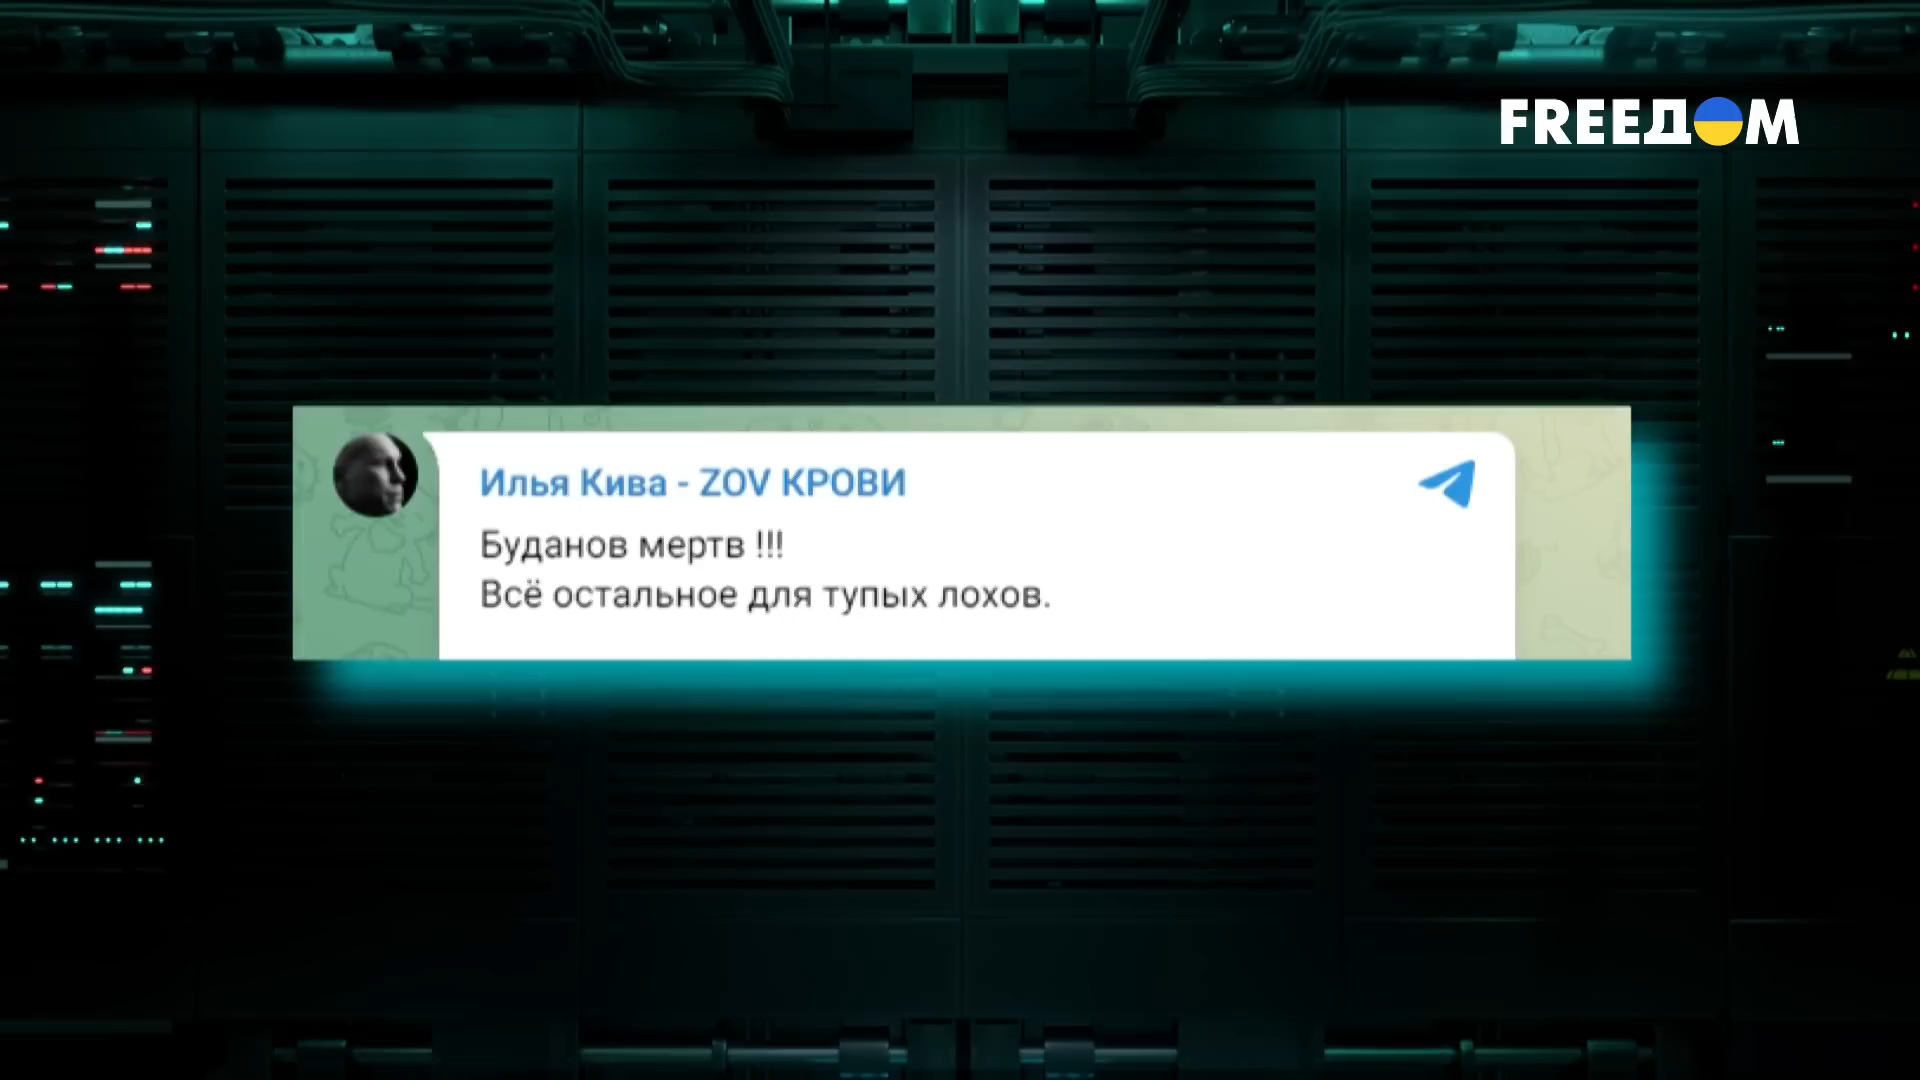 FREEДOM
Илья Кива - ZOV КРОВИ
Буданов мертв !!!
Всё остальное для тупых лохов.